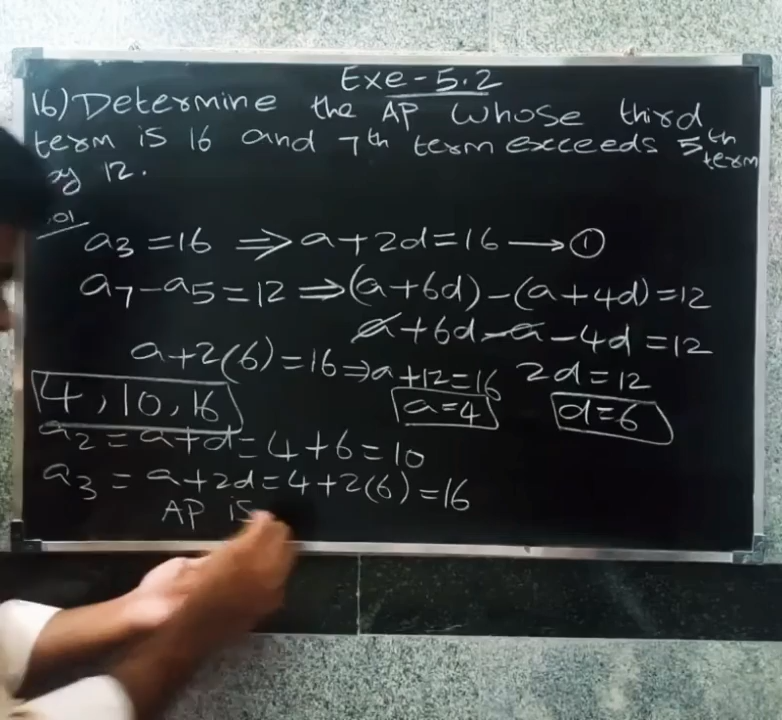 Exe-5.2
16) Determine the AP whose third
term is 16 and 7th term exceeds 5th term
by 12.
a3 = 16 ⇒ a+2d=16 → ①
a7-a5=12 ⇒ (a+6d)-(a+4d)=12
a+6d-a-4d=12
a+2(6)=16 ⇒ a+12=16 2d=12
4, 10, 16 a=4 d=6
a2 = a+d = 4+6=10
a3 = a+2d = 4+2(6) = 16
AP is